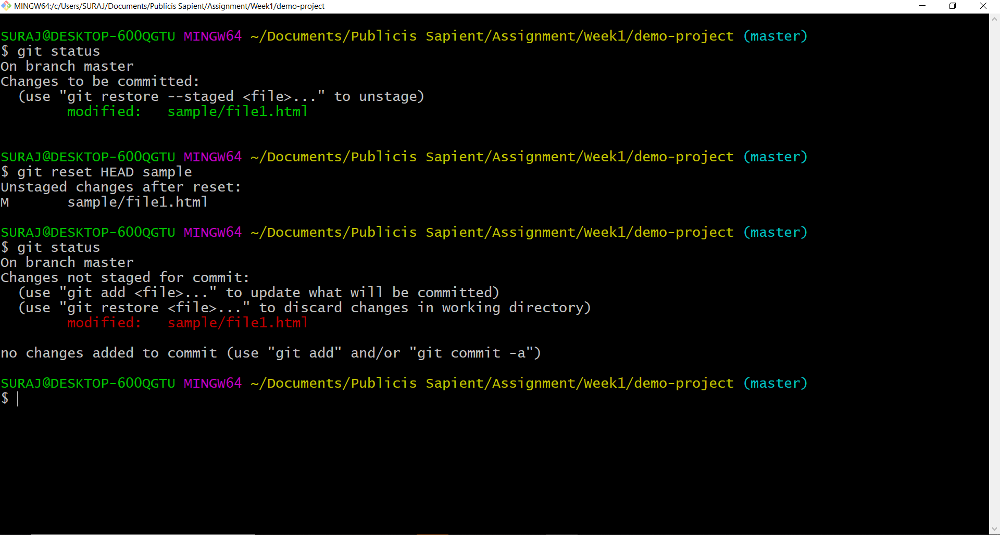 MINGW64:/c/Users/SURAJ/Documents/Publicis Sapient/Assignment/Week1/demo-project
SURAJ@DESKTOP-600QGTU MINGW64 ~/Documents/Publicis Sapient/Assignment/Week1/demo-project (master)
$ git status
On branch master
Changes to be committed:
  (use "git restore --staged <file>..." to unstage)
        modified:   sample/file1.html
SURAJ@DESKTOP-600QGTU MINGW64 ~/Documents/Publicis Sapient/Assignment/Week1/demo-project (master)
$ git reset HEAD sample
Unstaged changes after reset:
M       sample/file1.html
SURAJ@DESKTOP-600QGTU MINGW64 ~/Documents/Publicis Sapient/Assignment/Week1/demo-project (master)
$ git status
On branch master
Changes not staged for commit:
  (use "git add <file>..." to update what will be committed)
  (use "git restore <file>..." to discard changes in working directory)
        modified:   sample/file1.html
no changes added to commit (use "git add" and/or "git commit -a")
SURAJ@DESKTOP-600QGTU MINGW64 ~/Documents/Publicis Sapient/Assignment/Week1/demo-project (master)
$